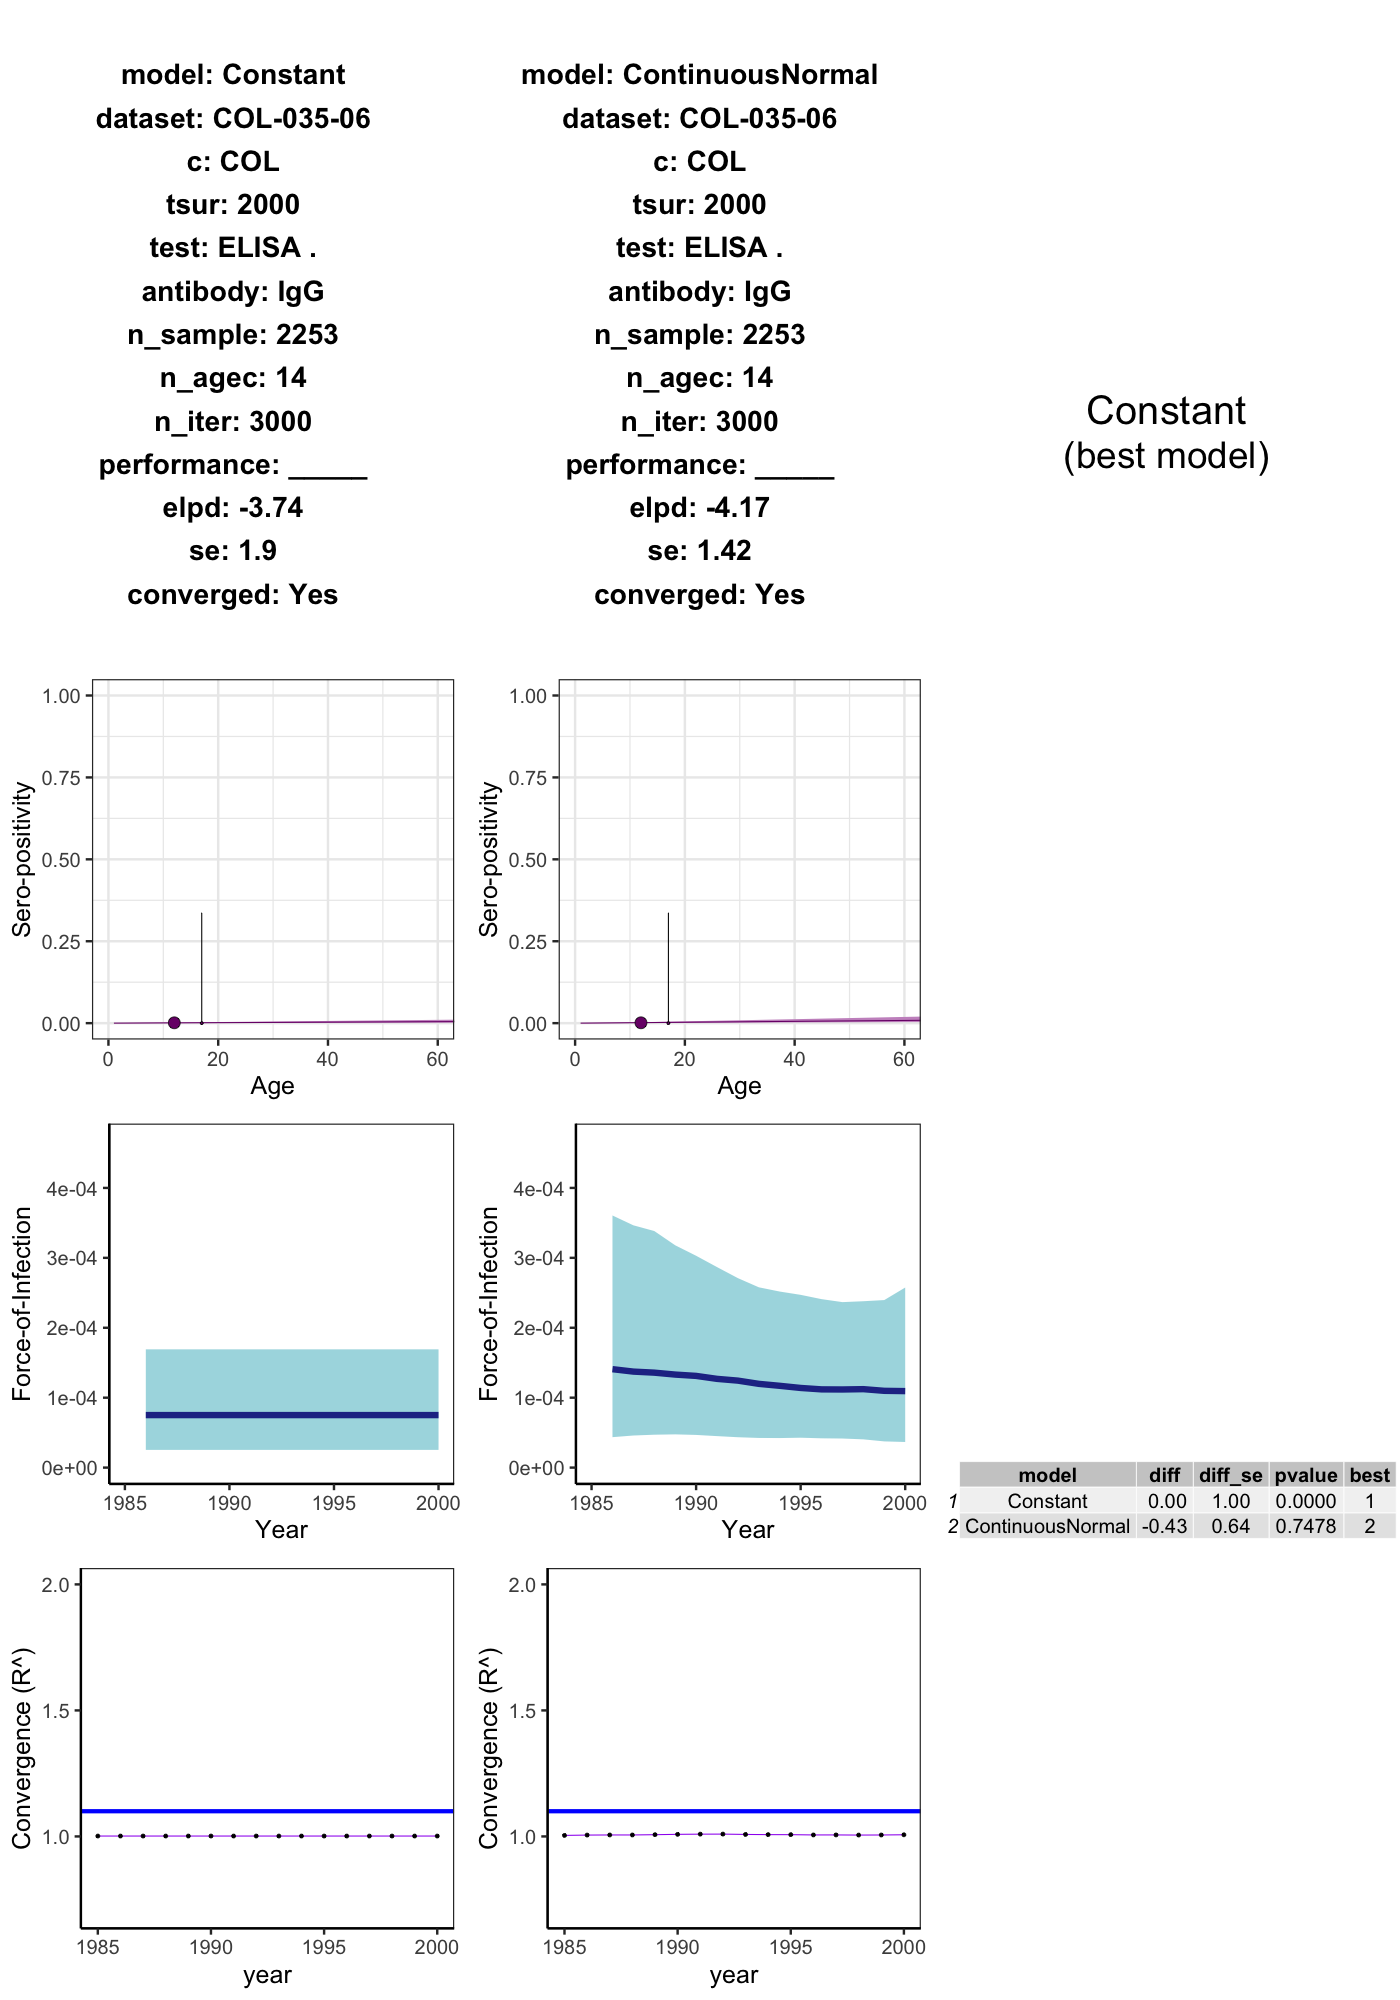 model: Constant
dataset: COL-035-06
c: COL
tsur: 2000
test: ELISA .
antibody: IgG
n_sample: 2253
n_agec: 14
n_iter: 3000
performance: _____
elpd: -3.74
se: 1.9
converged: Yes
model: ContinuousNormal
dataset: COL-035-06
c: COL
tsur: 2000
test: ELISA .
antibody: IgG
n_sample: 2253
n_agec: 14
n_iter: 3000
performance: _____
elpd: -4.17
se: 1.42
converged: Yes
Constant
(best model)
Sero-positivity
1.00
0.75
0.50
0.25
0.00
0 20 40 60
Age
Sero-positivity
1.00
0.75
0.50
0.25
0.00
0 20 40 60
Age
Force-of-Infection
4e-04
3e-04
2e-04
1e-04
0e+00
1985 1990 1995 2000
Year
Force-of-Infection
4e-04
3e-04
2e-04
1e-04
0e+00
1985 1990 1995 2000
Year
model diff diff_se pvalue best
1 Constant 0.00 1.00 0.0000 1
2 ContinuousNormal -0.43 0.64 0.7478 2
Convergence (R^)
2.0
1.5
1.0
1985 1990 1995 2000
year
Convergence (R^)
2.0
1.5
1.0
1985 1990 1995 2000
year